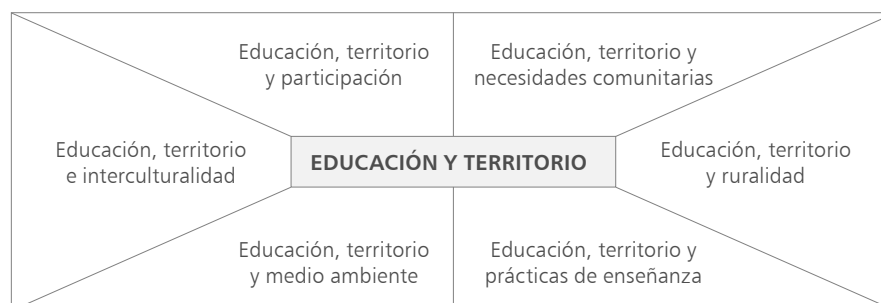 Educación, territorio
y participación
Educación, territorio y
necesidades comunitarias
Educación, territorio
e interculturalidad
EDUCACIÓN Y TERRITORIO
Educación, territorio
y ruralidad
Educación, territorio
y medio ambiente
Educación, territorio y
prácticas de enseñanza